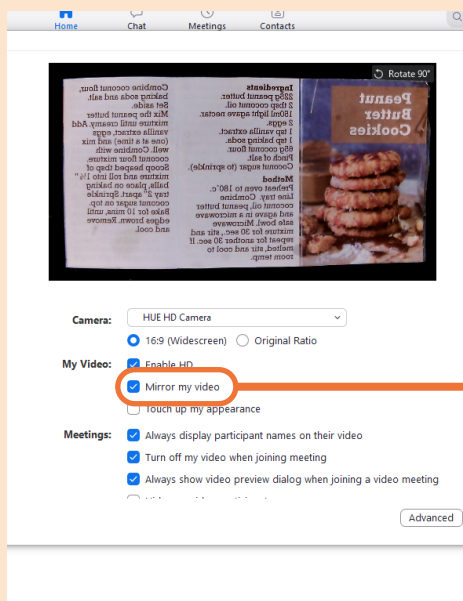 Home
Chat
Meetings
Contacts
Rotate 90°
Peanut
Butter
Cookies
Ingredients
225g peanut butter.
2 tbsp coconut oil.
150ml light agave nectar.
2 eggs.
1 tsp vanilla extract.
1 tsp baking soda.
65g coconut flour.
Pinch of salt.
Coconut sugar (to sprinkle).
Method
Preheat oven to 180°c.
Line tray. Combine
coconut oil, peanut butter
and agave in a microwave
safe bowl. Microwave
mixture for 30 sec., stir and
repeat for another 30 sec. If
melted, stir and cool to
room temp.
Combine coconut flour,
baking soda and salt.
Set aside.
Mix the peanut butter
mixture until creamy. Add
vanilla extract, eggs
(one at a time) and mix
well. Combine with
coconut flour mixture.
Scoop heaped tbsp of
mixture and roll into 1½"
balls, place on baking
tray 2" apart. Sprinkle
coconut sugar on top.
Bake for 10 mins, until
edges brown. Remove
and cool.
Camera:
HUE HD Camera
16:9 (Widescreen)
Original Ratio
My Video:
Enable HD
Mirror my video
Touch up my appearance
Meetings:
Always display participant names on their video
Turn off my video when joining meeting
Always show video preview dialog when joining a video meeting
Advanced